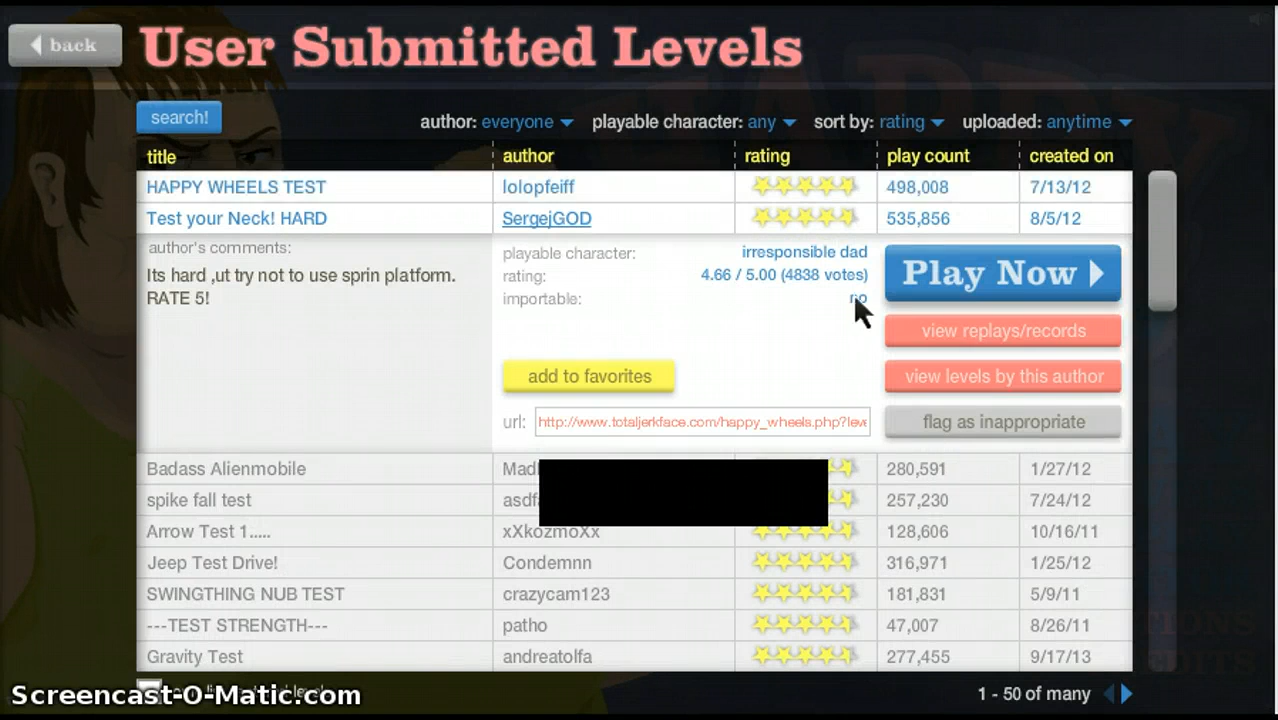 back
User Submitted Levels
search!
author: everyone playable character: any sort by: rating uploaded: anytime
title author rating play count created on
HAPPY WHEELS TEST lolopfeiff 498,008 7/13/12
Test your Neck! HARD SergejGOD 535,856 8/5/12
author's comments:
Its hard ,ut try not to use sprin platform.
RATE 5!
playable character: irresponsible dad
rating: 4.66 / 5.00 (4838 votes)
importable: no
add to favorites
url: http://www.totaljerkface.com/happy_wheels.php?leve
Play Now
view replays/records
view levels by this author
flag as inappropriate
Badass Alienmobile 280,591 1/27/12
spike fall test 257,230 7/24/12
Arrow Test 1..... xXkozmoXx 128,606 10/16/11
Jeep Test Drive! Condemnn 316,971 1/25/12
SWINGTHING NUB TEST crazycam123 181,831 5/9/11
---TEST STRENGTH--- patho 47,007 8/26/11
Gravity Test andreatolfa 277,455 9/17/13
Screencast-O-Matic.com
1 - 50 of many